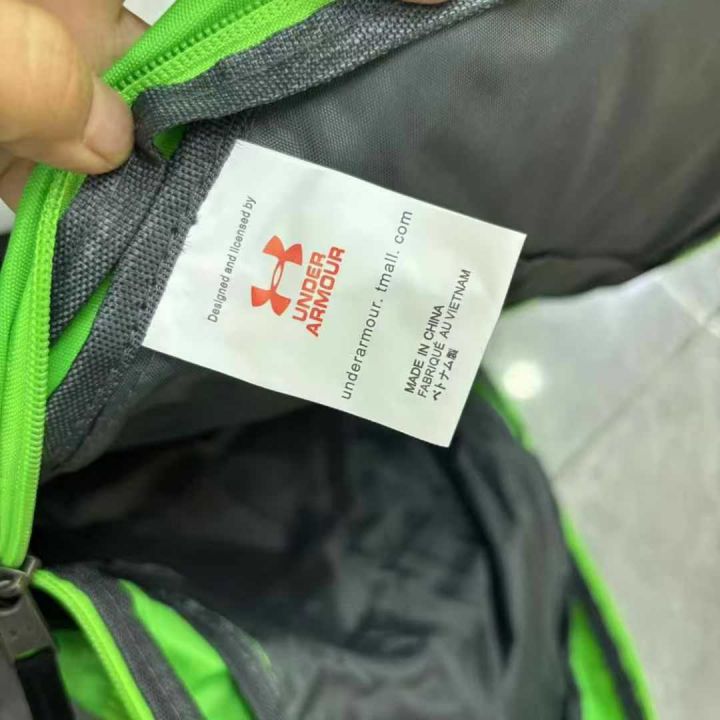 Designed and licensed by
UNDER
ARMOUR
underarmour. tmall. com
MADE IN CHINA
FABRIQUÉ AU VIETNAM
ベトナム製